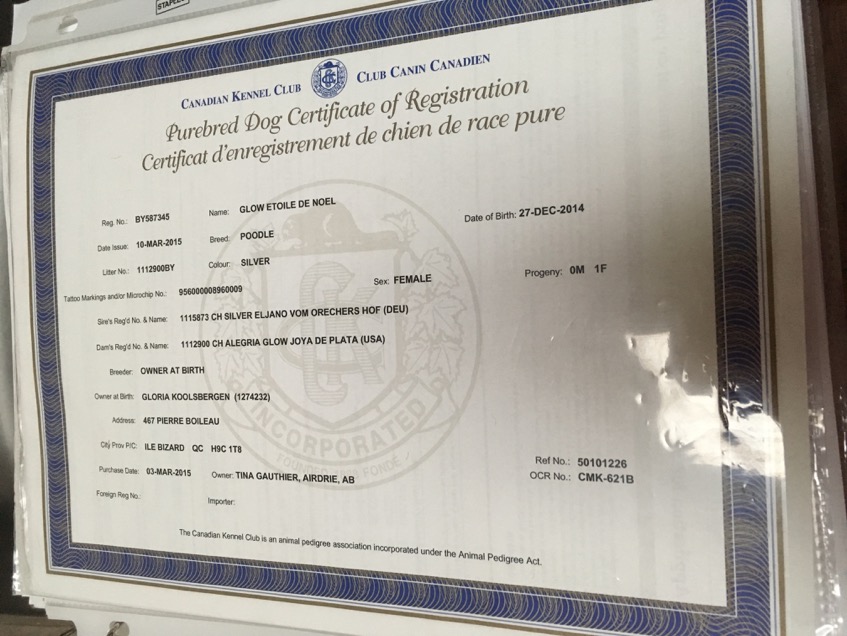 STAPLES
CANADIAN KENNEL CLUB CLUB CANIN CANADIEN
Purebred Dog Certificate of Registration
Certificat d'enregistrement de chien de race pure
Reg. No.: BY587345 Name: GLOW ETOILE DE NOEL Date of Birth: 27-DEC-2014
Date Issue: 10-MAR-2015 Breed: POODLE
Litter No.: 1112900BY Colour: SILVER
Tattoo Markings and/or Microchip No.: 956000008960009 Sex: FEMALE Progeny: 0M 1F
Sire's Reg'd No. & Name: 1115873 CH SILVER ELJANO VOM ORECHERS HOF (DEU)
Dam's Reg'd No. & Name: 1112900 CH ALEGRIA GLOW JOYA DE PLATA (USA)
Breeder: OWNER AT BIRTH
Owner at Birth: GLORIA KOOLSBERGEN (1274232)
Address: 467 PIERRE BOILEAU
City Prov P/C: ILE BIZARD QC H9C 1T8
Purchase Date: 03-MAR-2015 Owner: TINA GAUTHIER, AIRDRIE, AB
Ref No.: 50101226
OCR No.: CMK-621B
Foreign Reg No.: Importer:
INCORPORATED
The Canadian Kennel Club is an animal pedigree association incorporated under the Animal Pedigree Act.